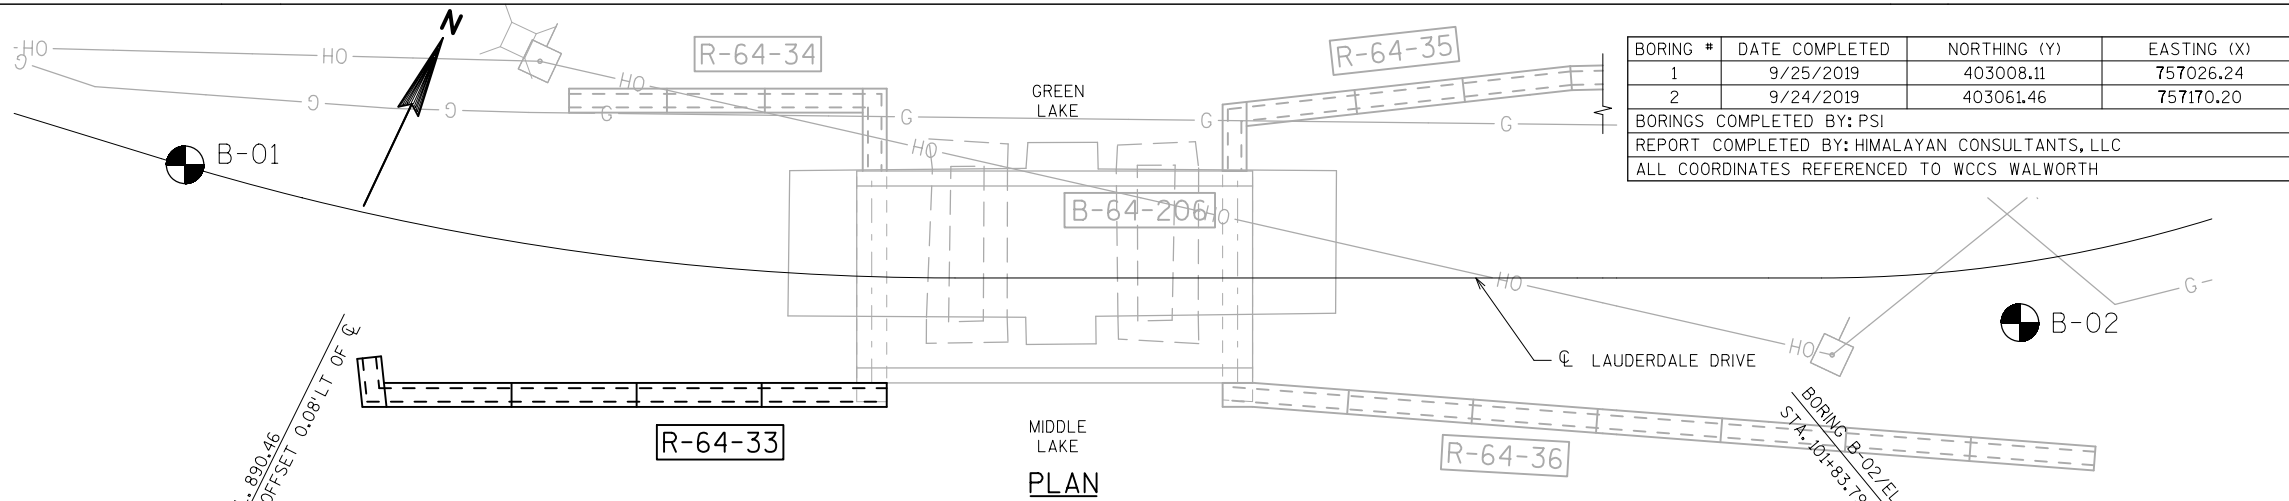 N
R-64-34
R-64-35
GREEN
LAKE
BORING # DATE COMPLETED NORTHING (Y) EASTING (X)
1 9/25/2019 403008.11 757026.24
2 9/24/2019 403061.46 757170.20
BORINGS COMPLETED BY: PSI
REPORT COMPLETED BY: HIMALAYAN CONSULTANTS, LLC
ALL COORDINATES REFERENCED TO WCCS WALWORTH
HO
HO
HO
HO
HO
HO
HO
G
G
G
G
G
G
G
G
B-01
B-64-206
B-02
℄ LAUDERDALE DRIVE
890.46
OFFSET 0.08' LT OF ℄
R-64-33
MIDDLE
LAKE
R-64-36
BORING B-02/EL
STA. 101+83.79
PLAN